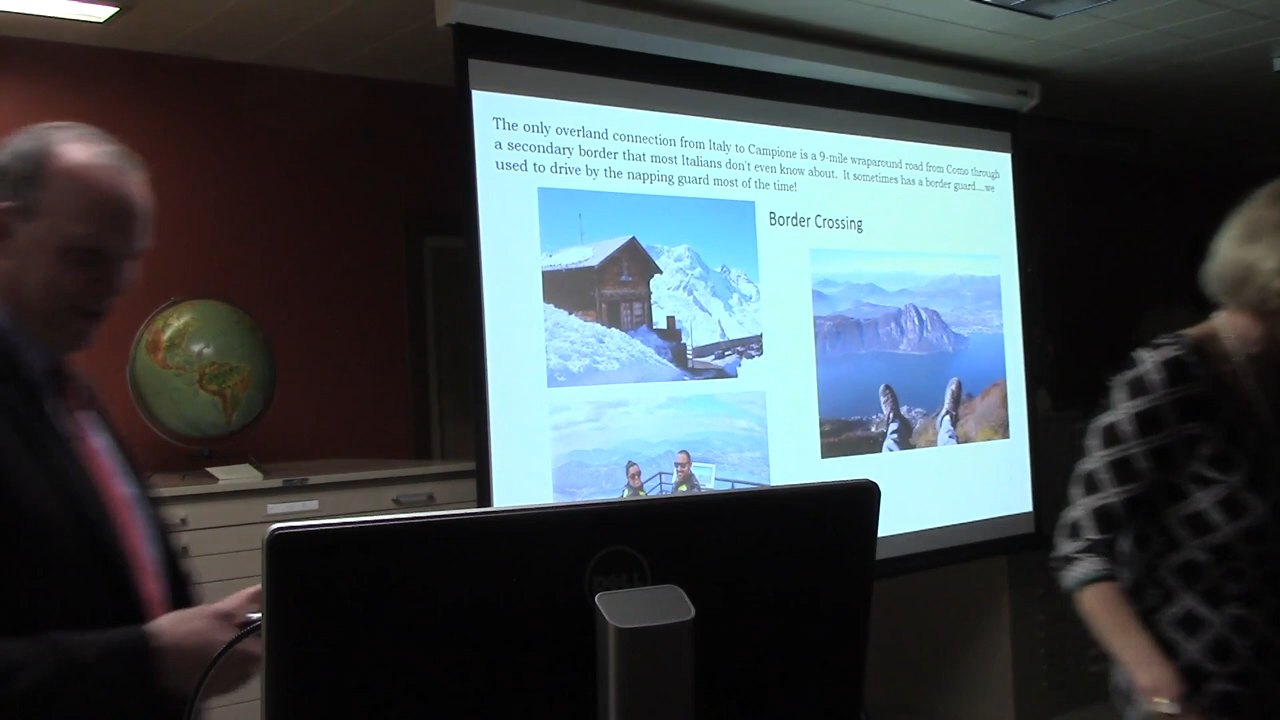 The only overland connection from Italy to Campione is a 9-mile wraparound road from Como through
a secondary border that most Italians don't even know about. It sometimes has a border guard....we
used to drive by the napping guard most of the time!
Border Crossing
DELL